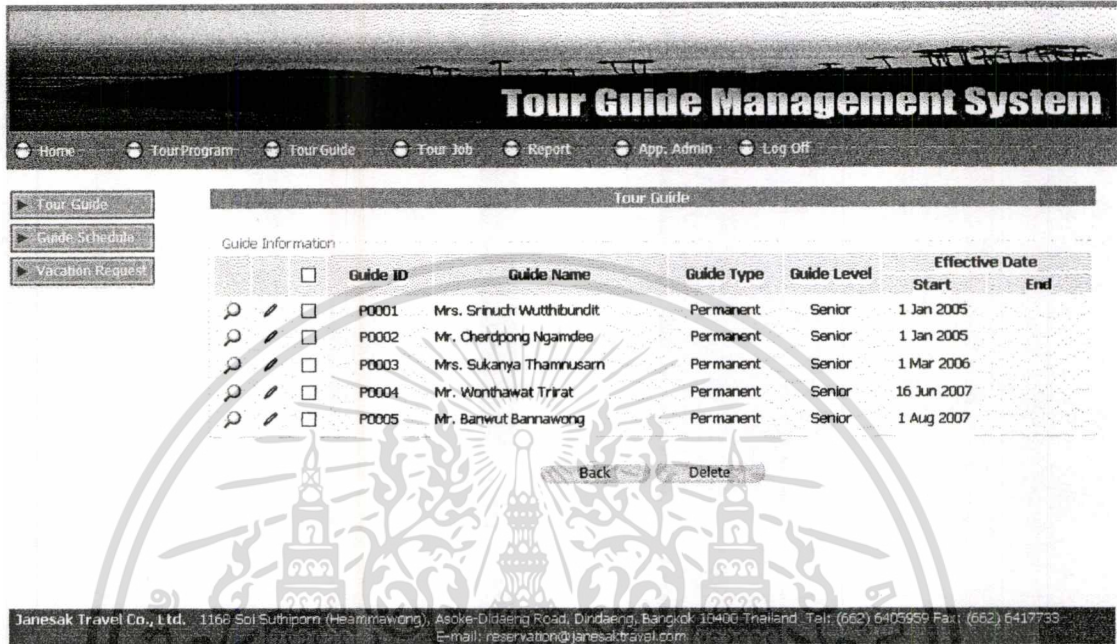 Tour Guide Management System
Home TourProgram Tour Guide Tour Job Report App. Admin Log Off
Tour Guide
Guide Schedule
Vacation Request
Tour Guide
Guide Information
Guide ID Guide Name Guide Type Guide Level Effective Date
Start End
P0001 Mrs. Srinuch Wutthibundit Permanent Senior 1 Jan 2005
P0002 Mr. Cherdpong Ngamdee Permanent Senior 1 Jan 2005
P0003 Mrs. Sukanya Thamnusarn Permanent Senior 1 Mar 2006
P0004 Mr. Wonthawat Trirat Permanent Senior 16 Jun 2007
P0005 Mr. Banwut Bannawong Permanent Senior 1 Aug 2007
Back Delete
Janesak Travel Co., Ltd. 1168 Soi Suthiporn (Heammawong), Asoke-Didaeng Road, Dindaeng, Bangkok 10400 Thailand Tel: (662) 6405959 Fax: (662) 6417733
E-mail: reservation@janesaktravel.com